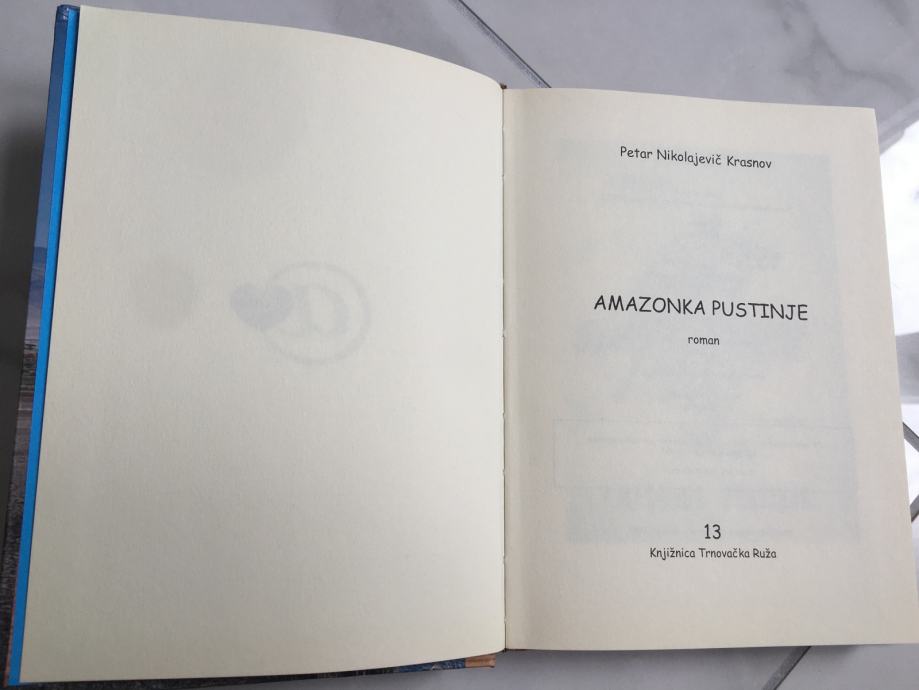 Petar Nikolajevič Krasnov
AMAZONKA PUSTINJE
roman
13
Knjižnica Trnovačka Ruža